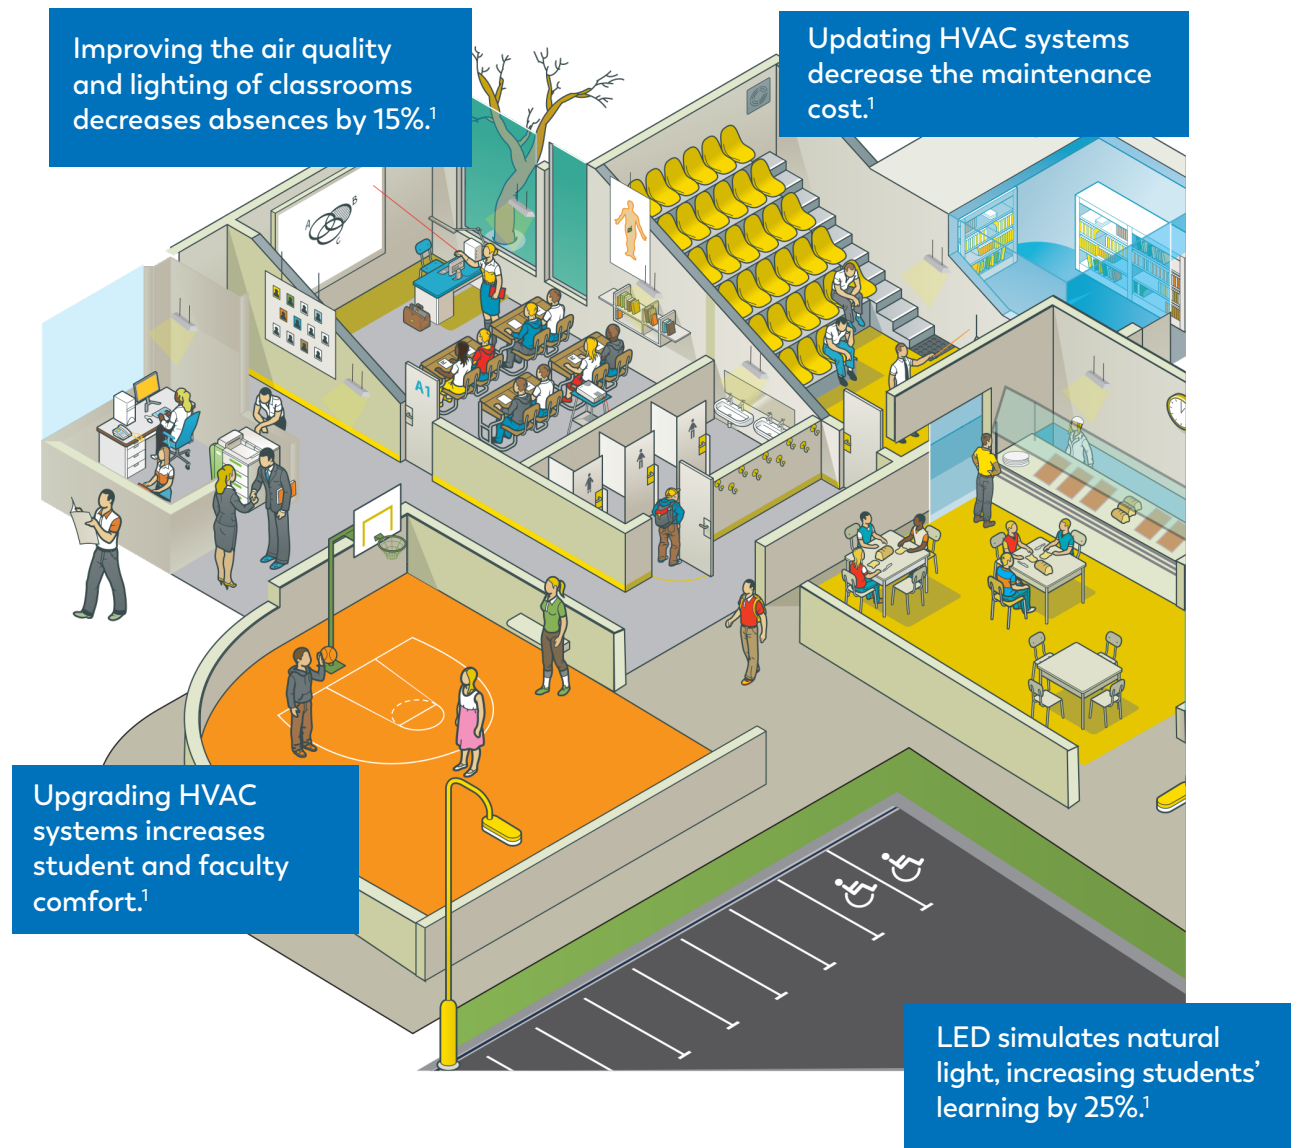 Improving the air quality
and lighting of classrooms
decreases absences by 15%.¹
Updating HVAC systems
decrease the maintenance
cost.¹
A
B
C
A1
Upgrading HVAC
systems increases
student and faculty
comfort.¹
LED simulates natural
light, increasing students’
learning by 25%.¹